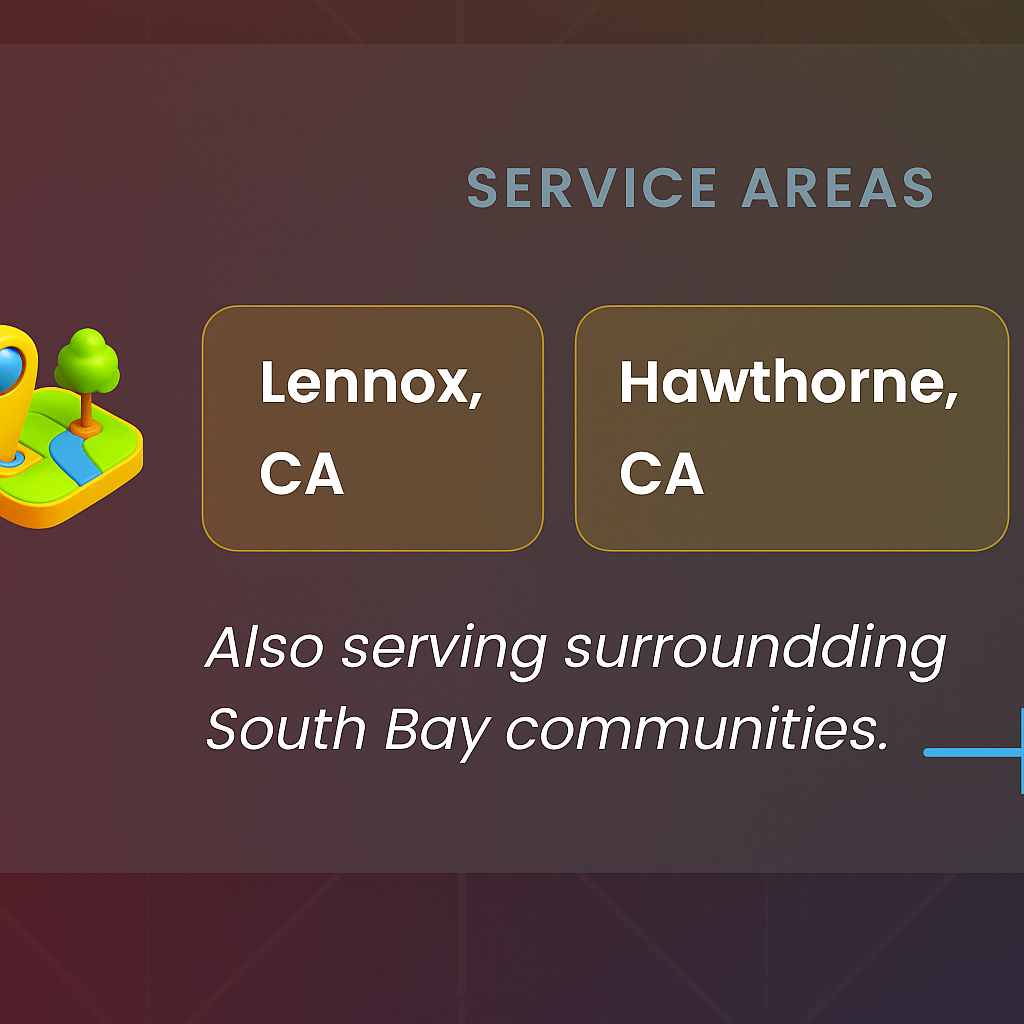 SERVICE AREAS
Lennox,
CA
Hawthorne,
CA
Also serving surroundding
South Bay communities.